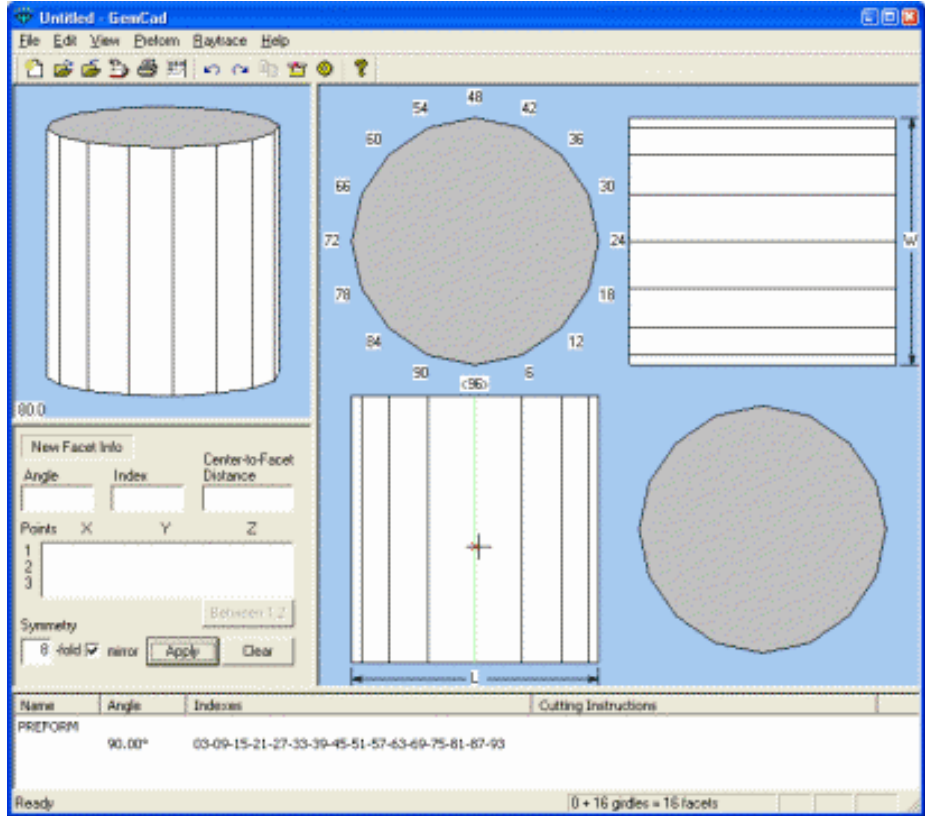 Untitled - GemCad
File Edit View Preform Raytrace Help
48
54 42
60 36
66 30
72 24 W
78 18
84 12
90 6
<96>
80.0
L
New Facet Info
Angle Index Center-to-Facet
Distance
Points X Y Z
1
2
3
Between 1,2
Symmetry
8 -fold mirror Apply Clear
Name Angle Indexes Cutting Instructions
PREFORM
90.00° 03-09-15-21-27-33-39-45-51-57-63-69-75-81-87-93
Ready 0 + 16 girdles = 16 facets